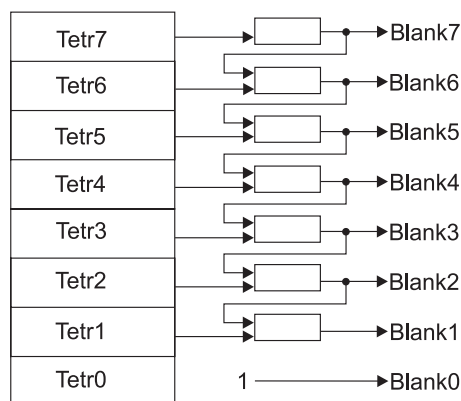 Tetr7 Blank7
Tetr6 Blank6
Tetr5 Blank5
Tetr4 Blank4
Tetr3 Blank3
Tetr2 Blank2
Tetr1 Blank1
Tetr0 1 Blank0